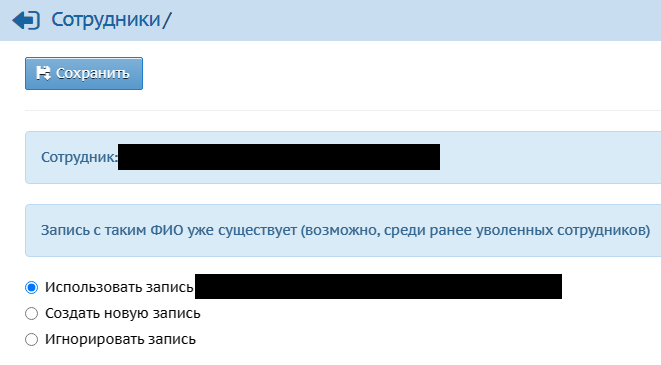 Сотрудники/
Сохранить
Сотрудник:
Запись с таким ФИО уже существует (возможно, среди ранее уволенных сотрудников)
Использовать запись
Создать новую запись
Игнорировать запись